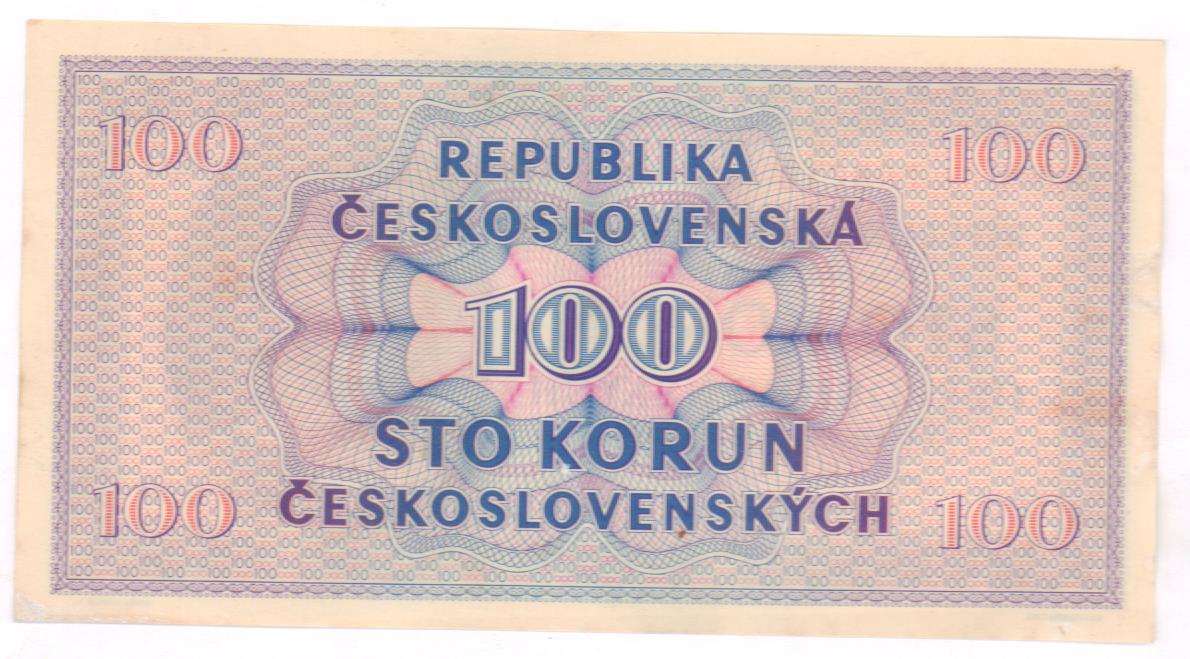 100 100
REPUBLIKA
ČESKOSLOVENSKÁ
100
STO KORUN
ČESKOSLOVENSKÝCH
100 100